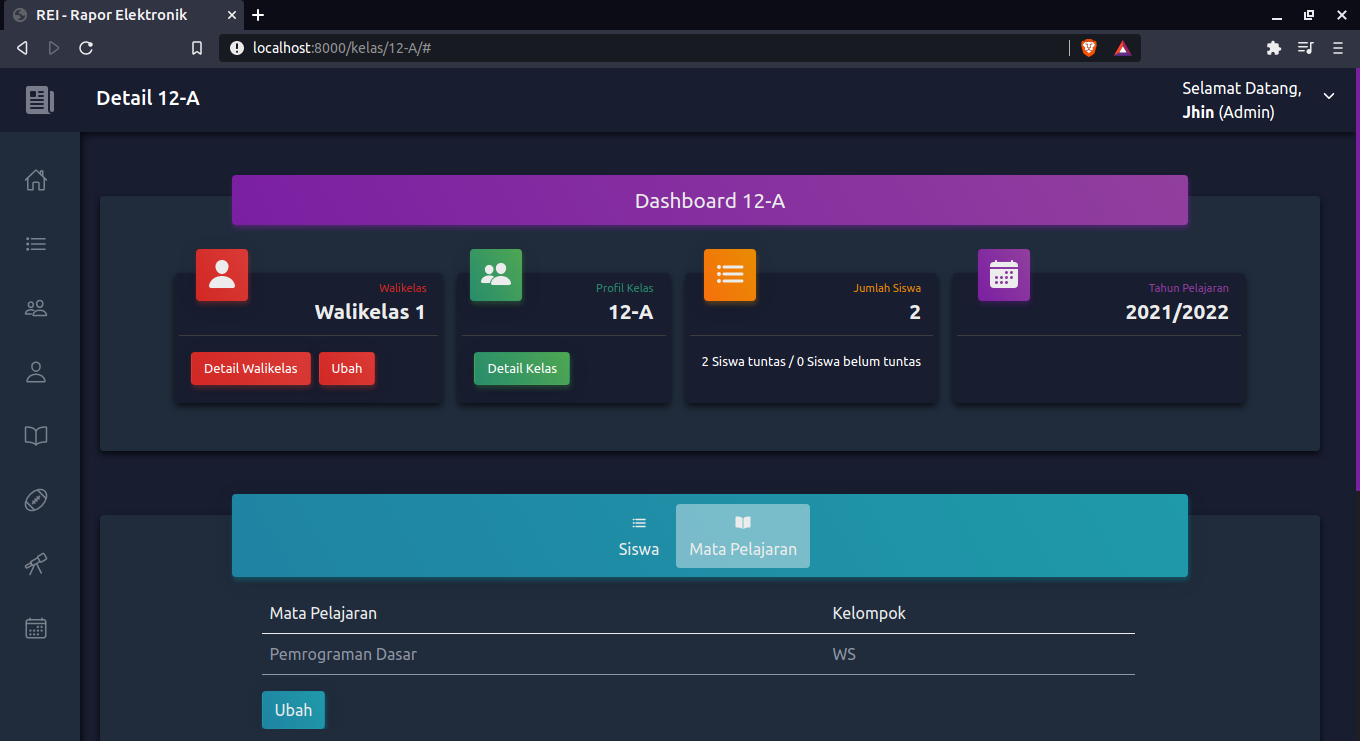 REI - Rapor Elektronik
localhost:8000/kelas/12-A/#
Detail 12-A
Selamat Datang,
Jhin (Admin)
Dashboard 12-A
Walikelas
Walikelas 1
Detail Walikelas
Ubah
Profil Kelas
12-A
Detail Kelas
Jumlah Siswa
2
2 Siswa tuntas / 0 Siswa belum tuntas
Tahun Pelajaran
2021/2022
Siswa
Mata Pelajaran
Mata Pelajaran Kelompok
Pemrograman Dasar WS
Ubah